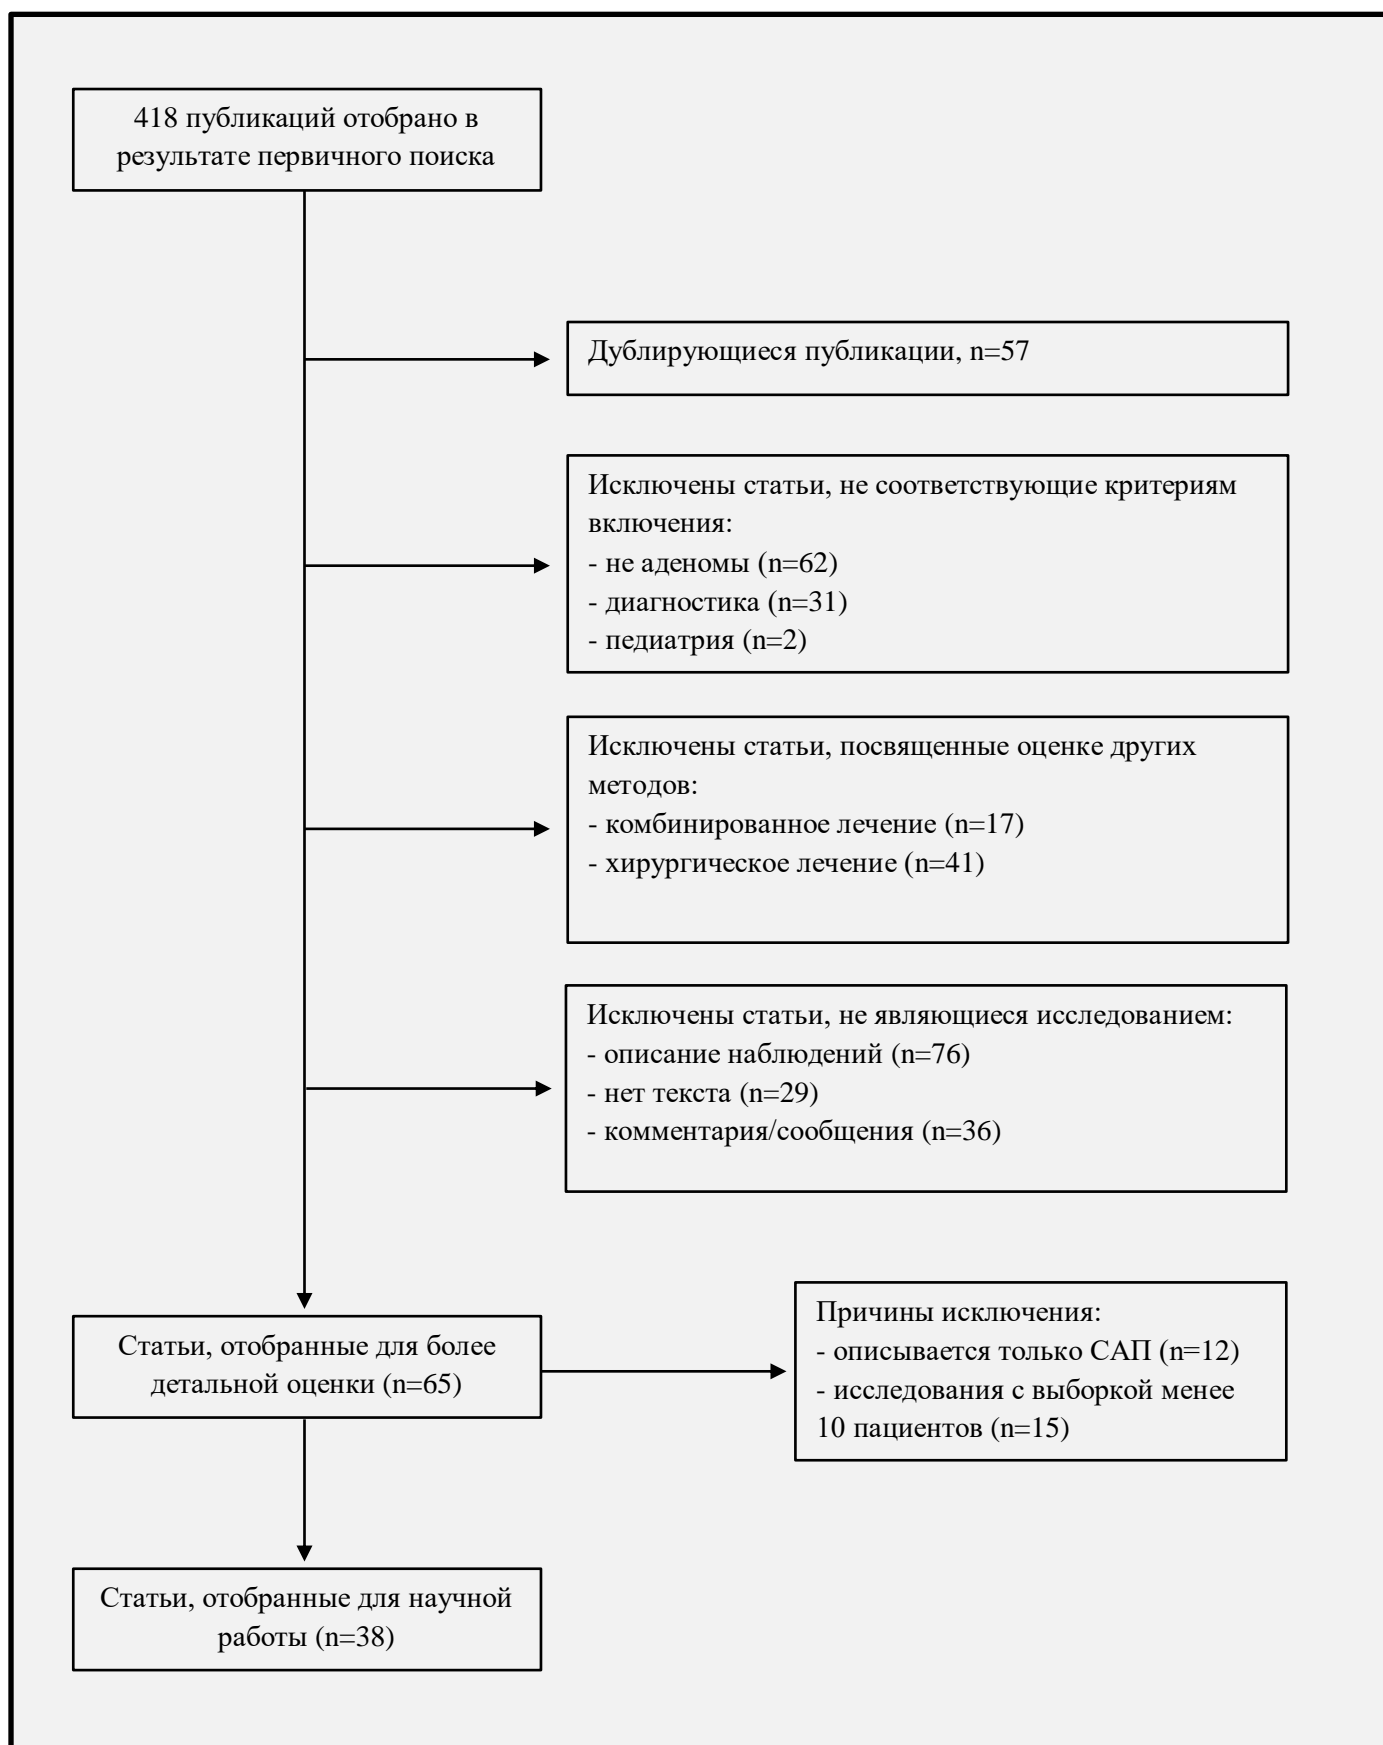 418 публикаций отобрано в
результате первичного поиска
Дублирующиеся публикации, n=57
Исключены статьи, не соответствующие критериям
включения:
- не аденомы (n=62)
- диагностика (n=31)
- педиатрия (n=2)
Исключены статьи, посвященные оценке других
методов:
- комбинированное лечение (n=17)
- хирургическое лечение (n=41)
Исключены статьи, не являющиеся исследованием:
- описание наблюдений (n=76)
- нет текста (n=29)
- комментария/сообщения (n=36)
Статьи, отобранные для более
детальной оценки (n=65)
Причины исключения:
- описывается только САП (n=12)
- исследования с выборкой менее
10 пациентов (n=15)
Статьи, отобранные для научной
работы (n=38)